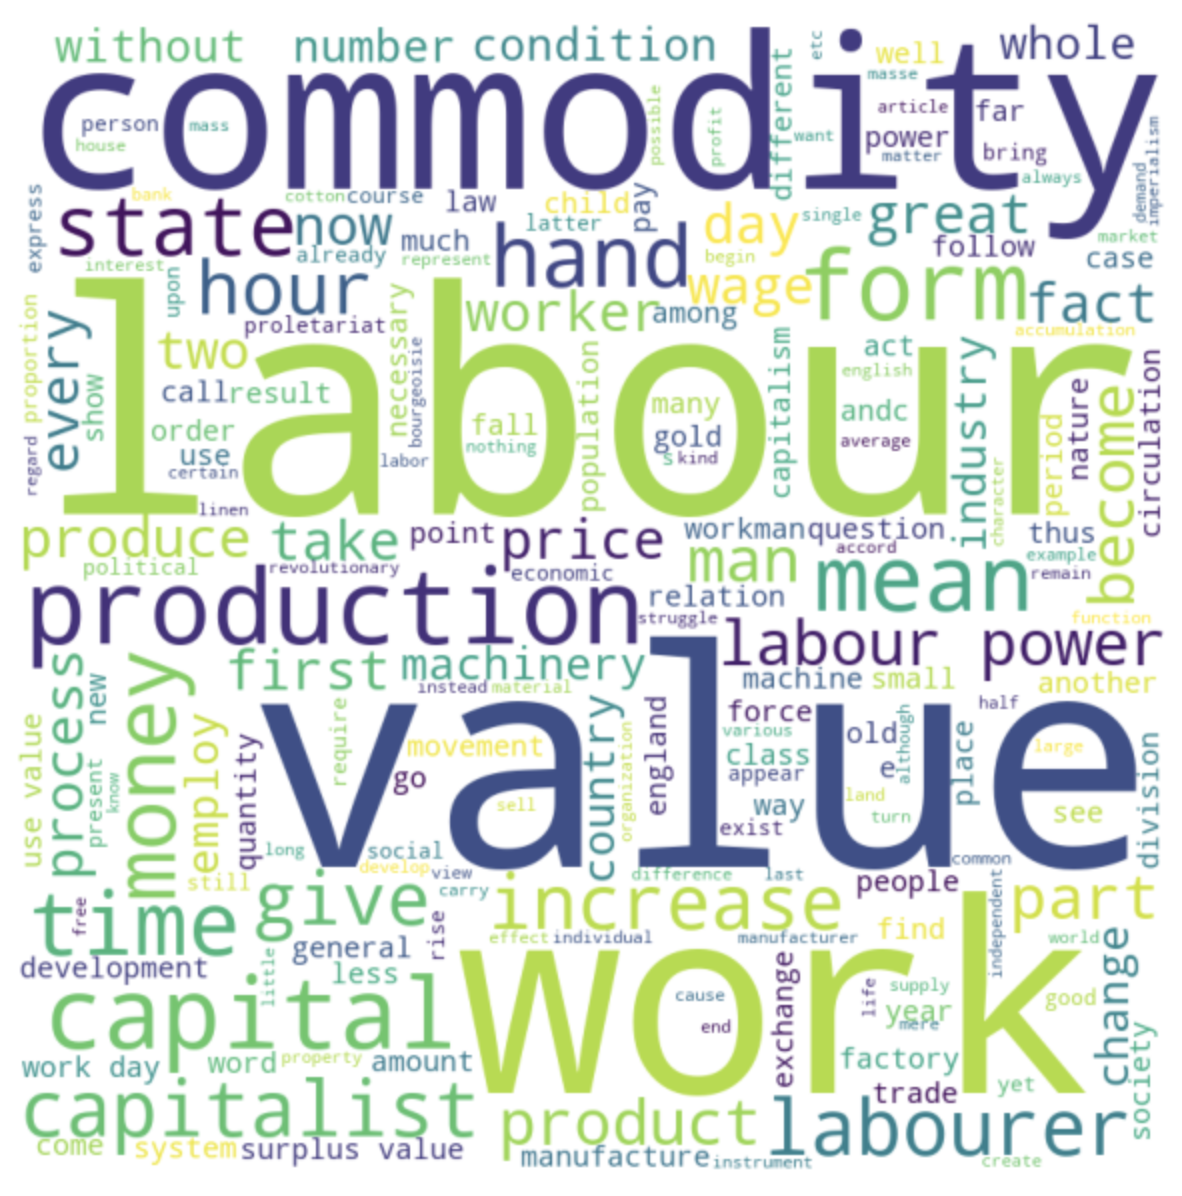 without
number
condition
etc
well
whole
commodity
masse
person
mass
house
possible
profit
different
want
article
power
matter
far
bring
always
demand
imperialism
express
bank
cotton
course
law
child
pay
latter
day
single
great
follow
market
case
state
now
already
much
represent
hand
begin
interest
upon
hour
wage
form
fact
worker
among
accumulation
proportion
every
proletariat
two
necessary
bourgeoisie
population
capitalism
act
english
industry
call
result
show
labour
fall
nothing
many
gold
s
kind
andc
average
period
nature
become
circulation
order
use
certain
regard
labor
linen
character
produce
take
point
price
workman
question
accord
thus
example
remain
political
revolutionary
economic
man
mean
production
relation
struggle
function
labour power
process
new
money
first
machinery
instead
material
machine
small
another
half
use value
present
know
employ
quantity
require
movement
go
value
sell
country
organization
england
force
various
class
appear
way
exist
old
e
although
land
turn
place
large
see
division
long
social
develop
view
still
carry
difference
last
common
people
time
free
give
rise
increase
part
independent
effect
individual
manufacturer
find
world
general
development
little
less
capital
work
cause
end
exchange
life
supply
year
mere
good
change
work day
word
property
amount
factory
yet
society
trade
capitalist
product
labourer
come
system
surplus value
manufacture
instrument
create